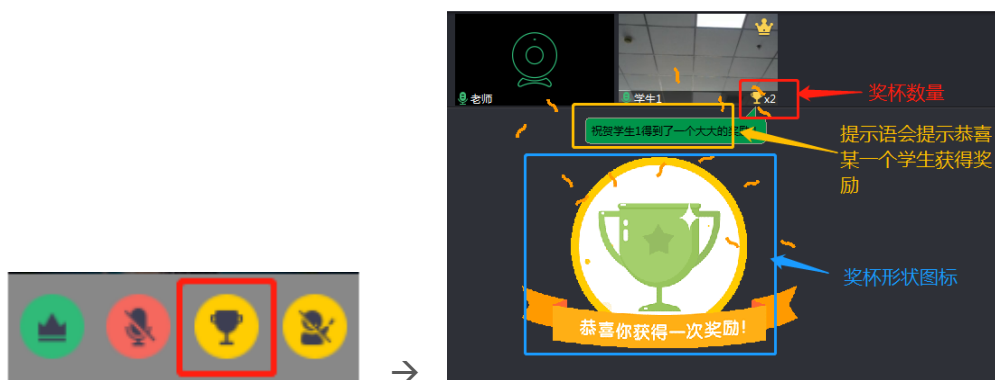 老师
学生1
x2
奖杯数量
祝贺学生1得到了一个大大的奖励
提示语会提示恭喜
某一个学生获得奖
励
奖杯形状图标
恭喜你获得一次奖励!